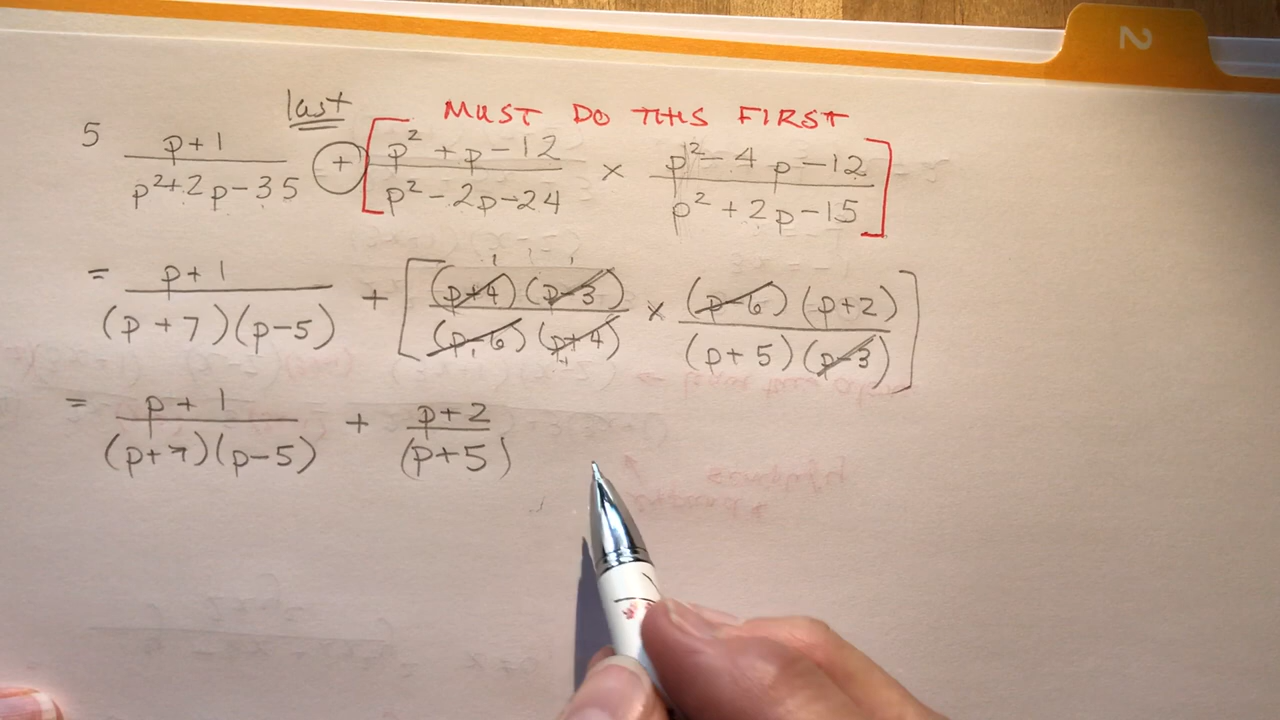 2
last MUST DO THIS FIRST
5 (p+1)/(p²+2p-35) + [(p²+p-12)/(p²-2p-24) × (p²-4p-12)/(p²+2p-15)]
= (p+1)/((p+7)(p-5)) + [((p+4)(p-3))/((p-6)(p+4)) × ((p-6)(p+2))/((p+5)(p-3))]
= (p+1)/((p+7)(p-5)) + (p+2)/(p+5)